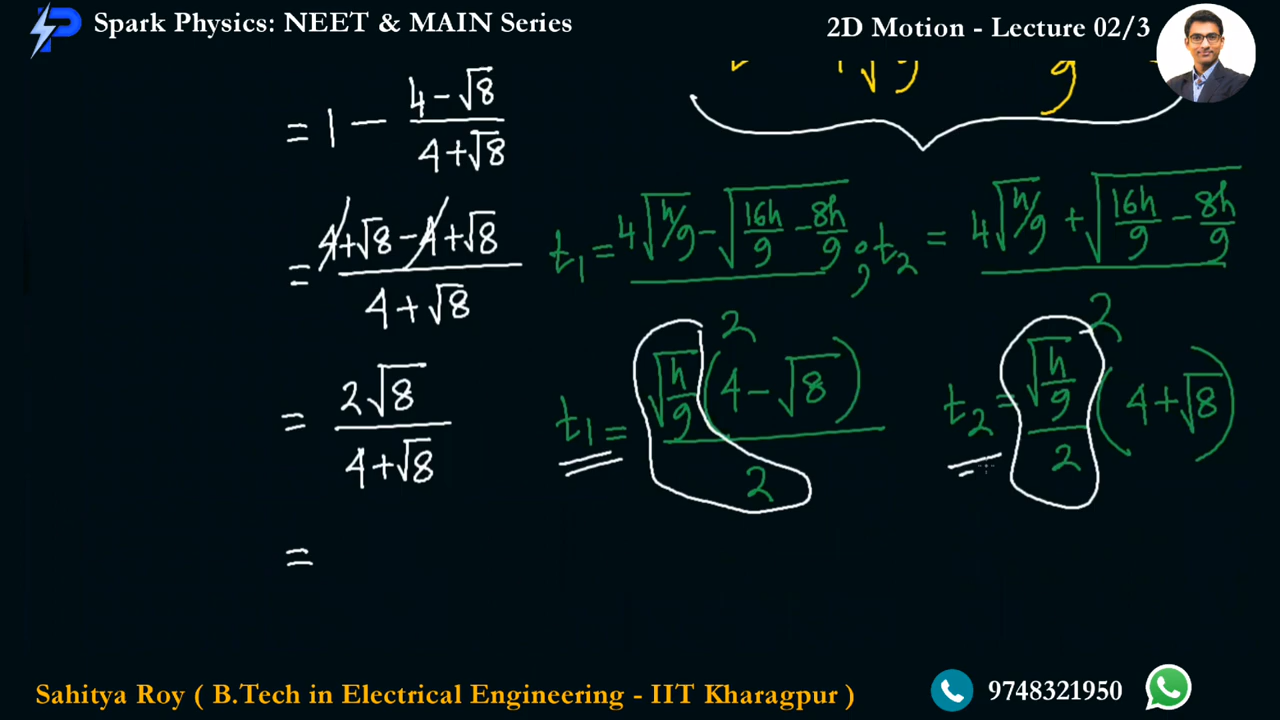 Spark Physics: NEET & MAIN Series
2D Motion - Lecture 02/3
= 1 - (4-√8)/(4+√8)
= (4+√8-4+√8)/(4+√8)
= 2√8/(4+√8)
=
t₁ = (4√(h/g) - √(16h/g - 8h/g))/2 ; t₂ = (4√(h/g) + √(16h/g - 8h/g))/2
t₁ = √(h/g)(4-√8)/2
t₂ = √(h/g)/2 (4+√8)
Sahitya Roy ( B.Tech in Electrical Engineering - IIT Kharagpur )
9748321950